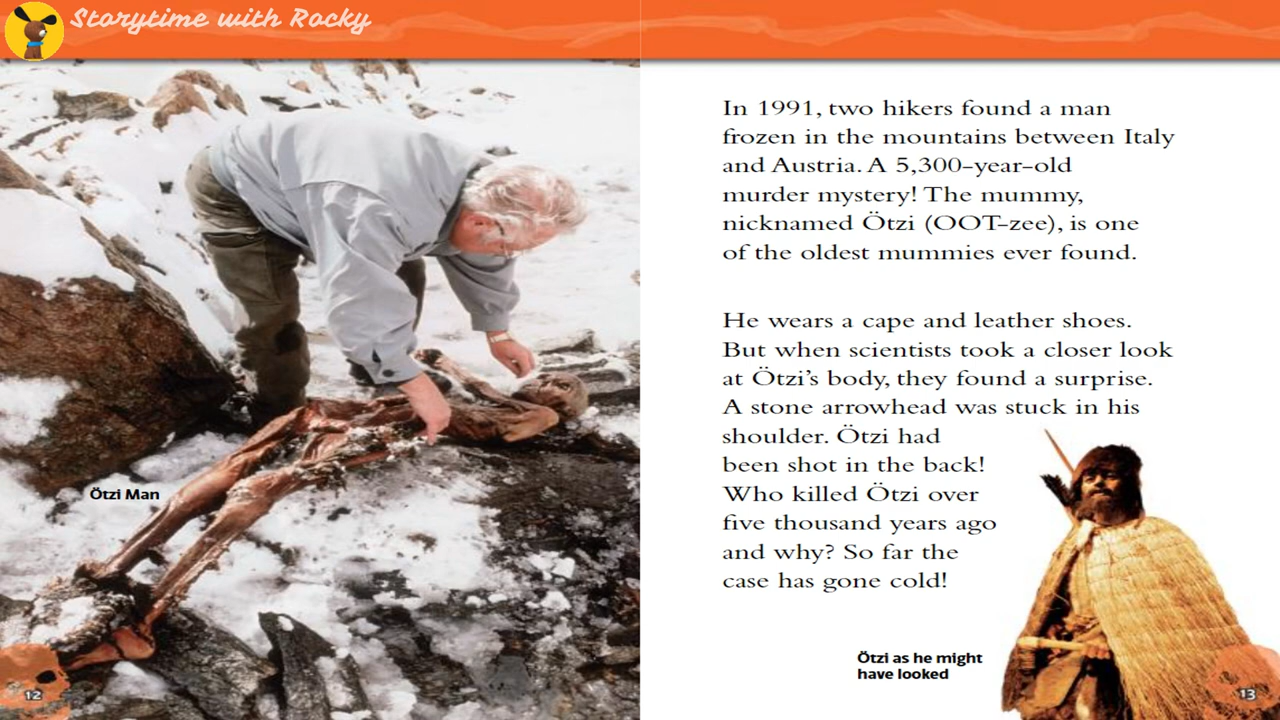 Storytime with Rocky
Ötzi Man
12
In 1991, two hikers found a man
frozen in the mountains between Italy
and Austria. A 5,300-year-old
murder mystery! The mummy,
nicknamed Ötzi (OOT-zee), is one
of the oldest mummies ever found.
He wears a cape and leather shoes.
But when scientists took a closer look
at Ötzi’s body, they found a surprise.
A stone arrowhead was stuck in his
shoulder. Ötzi had
been shot in the back!
Who killed Ötzi over
five thousand years ago
and why? So far the
case has gone cold!
Ötzi as he might
have looked
13